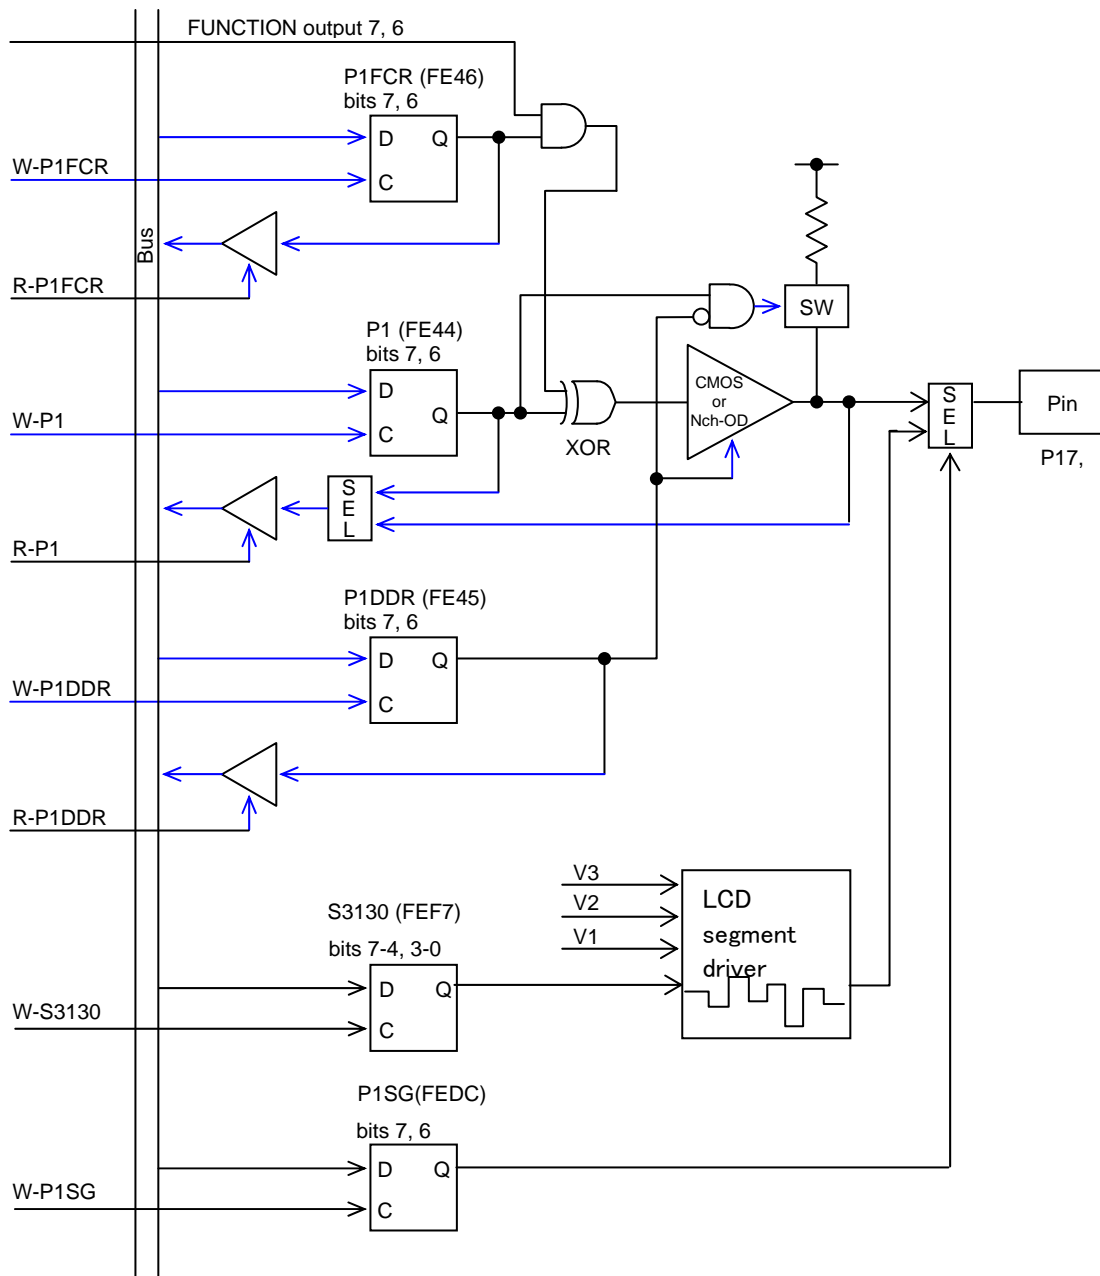 FUNCTION output 7, 6
P1FCR (FE46)
bits 7, 6
D Q
W-P1FCR
C
Bus
R-P1FCR
SW
P1 (FE44)
bits 7, 6
D
Q
W-P1
C
CMOS
or
Nch-OD
XOR
SEL
Pin
P17,
SEL
R-P1
P1DDR (FE45)
bits 7, 6
D Q
W-P1DDR
C
R-P1DDR
V3
V2
V1
LCD
segment
driver
S3130 (FEF7)
bits 7-4, 3-0
D Q
W-S3130
C
P1SG(FEDC)
bits 7, 6
D Q
W-P1SG
C